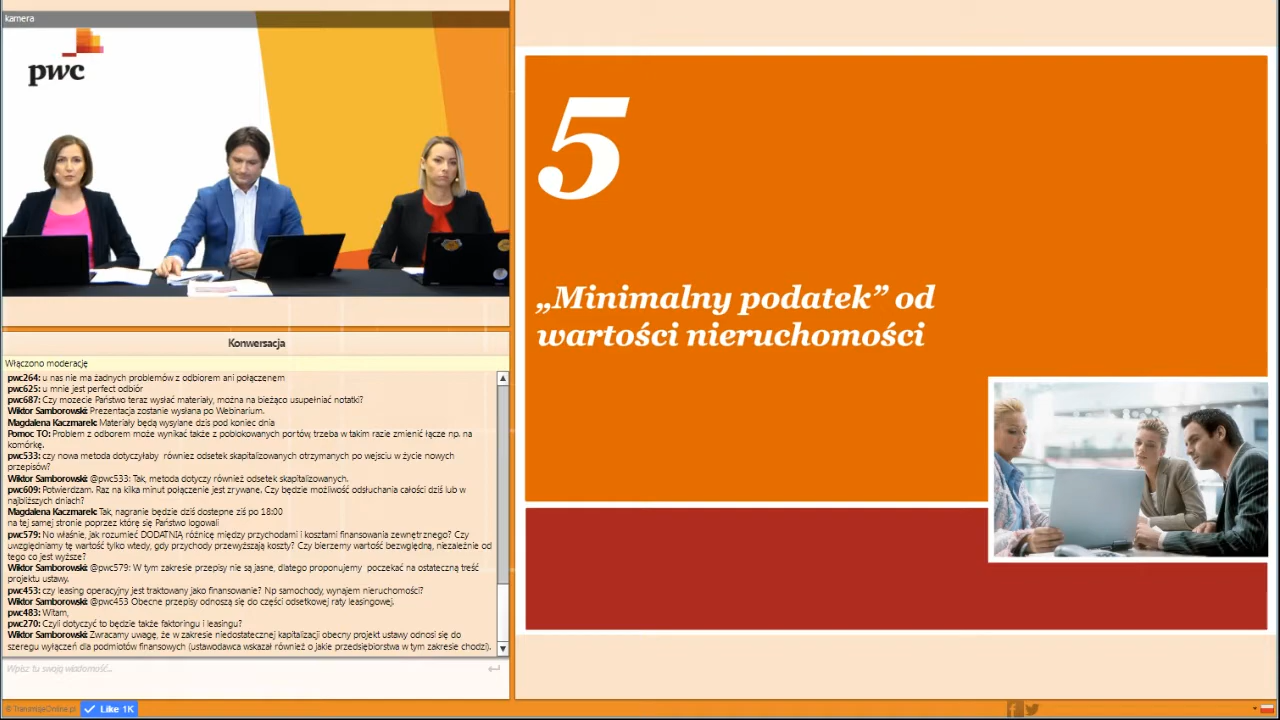 kamera
pwc
Konwersacja
Włączono moderację
pwc264: u nas nie ma żadnych problemów z odbiorem ani połączenem
pwc625: u mnie jest perfect odbiór
pwc687: Czy mozecie Państwo teraz wysłać materiały, można na bieżąco usupełniać notatki?
Wiktor Samborowski: Prezentacja zostanie wysłana po Webinarium.
Magdalena Kaczmarek: Materiały będą wysyłane dziś pod koniec dnia
Pomoc TO: Problem z odborem może wynikać także z poblokowanych portów, trzeba w takim razie zmienić łącze np. na
komórkę.
pwc533: czy nowa metoda dotyczyłaby równiez odsetek skapitalizowanych otrzymanych po wejsciu w życie nowych
przepisów?
Wiktor Samborowski: @pwc533: Tak, metoda dotyczy również odsetek skapitalizowanych.
pwc609: Potwierdzam. Raz na kilka minut połączenie jest zrywane. Czy będzie możliwość odsłuchania całości dziś lub w
najbliższych dniach?
Magdalena Kaczmarek: Tak, nagranie będzie dziś dostepne ziś po 18:00
na tej samej stronie poprzez którę się Państwo logowali
pwc579: No właśnie, jak rozumieć DODATNIĄ różnicę między przychodami i kosztami finansowania zewnętrznego? Czy
uwzględniamy tę wartość tylko wtedy, gdy przychody przewyższają koszty? Czy bierzemy wartość bezwględną, niezależnie od
tego co jest wyższe?
Wiktor Samborowski: @pwc579: W tym zakresie przepisy nie są jasne, dlatego proponujemy poczekać na ostateczną treść
projektu ustawy.
pwc453: czy leasing operacyjny jest traktowany jako finansowanie? Np samochody, wynajem nieruchomości?
Wiktor Samborowski: @pwc453 Obecne przepisy odnoszą się do części odsetkowej raty leasingowej.
pwc483: Witam,
pwc270: Czyli dotyczyć to będzie także faktoringu i leasingu?
Wiktor Samborowski: Zwracamy uwagę, że w zakresie niedostatecznej kapitalizacji obecny projekt ustawy odnosi się do
szeregu wyłączeń dla podmiotów finansowych (ustawodawca wskazał również o jakie przedsiębiorstwa w tym zakresie chodzi).
Wpisz tu swoją wiadomość...
© TransmisjeOnline.pl
Like 1K
5
„Minimalny podatek” od
wartości nieruchomości